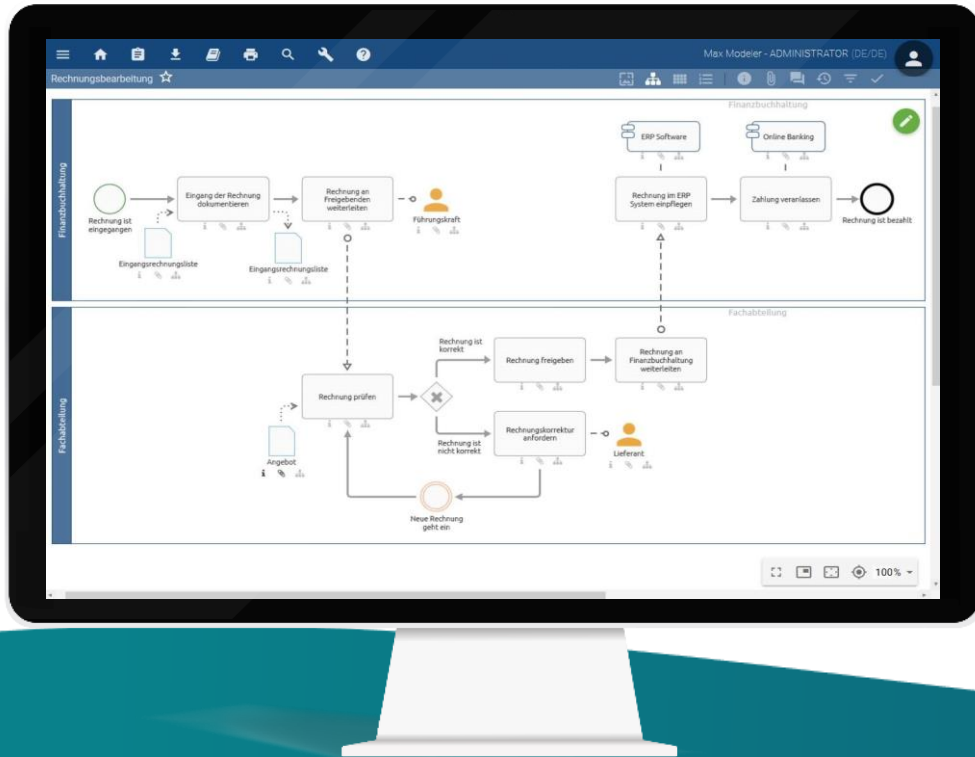 Max Modeler - ADMINISTRATOR (DE/DE)
Rechnungsbearbeitung
Finanzbuchhaltung
Finanzbuchhaltung
ERP Software
Online Banking
Rechnung ist
eingegangen
Eingang der Rechnung
dokumentieren
Rechnung an
Freigebenden
weiterleiten
Führungskraft
Rechnung im ERP
System einpflegen
Zahlung veranlassen
Rechnung ist bezahlt
Eingangsrechnungsliste
Eingangsrechnungsliste
Fachabteilung
Fachabteilung
Rechnung ist
korrekt
Rechnung freigeben
Rechnung an
Finanzbuchhaltung
weiterleiten
Rechnung prüfen
Rechnung ist
nicht korrekt
Rechnungskorrektur
anfordern
Lieferant
Angebot
Neue Rechnung
geht ein
100%